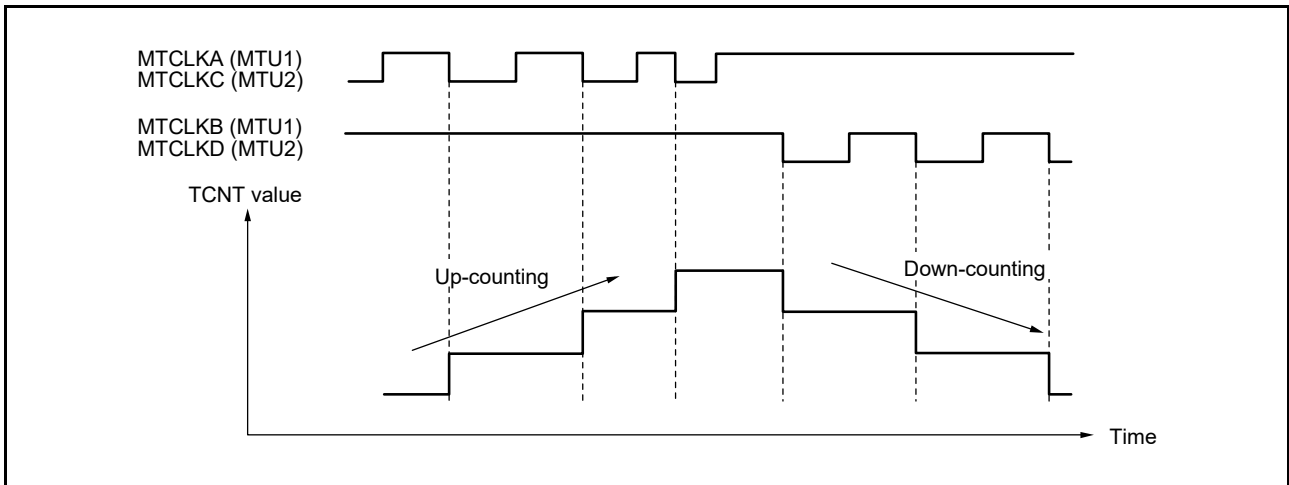 MTCLKA (MTU1)
MTCLKC (MTU2)
MTCLKB (MTU1)
MTCLKD (MTU2)
TCNT value
Up-counting
Down-counting
Time